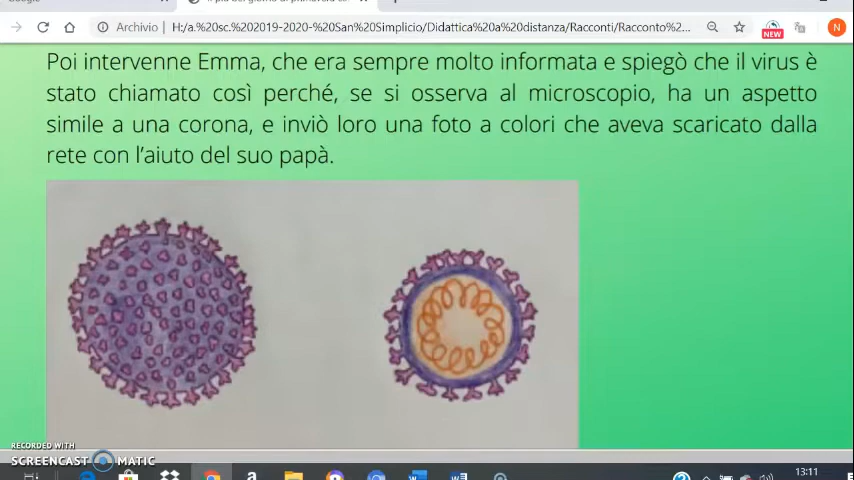 Archivio
H:/a.%20sc.%202019-2020-%20San%20Simplicio/Didattica%20a%20distanza/Racconti/Racconto%2...
N
NEW
Poi intervenne Emma, che era sempre molto informata e spiegò che il virus è
stato chiamato così perché, se si osserva al microscopio, ha un aspetto
simile a una corona, e inviò loro una foto a colori che aveva scaricato dalla
rete con l'aiuto del suo papà.
RECORDED WITH
SCREENCAST MATIC
13:11